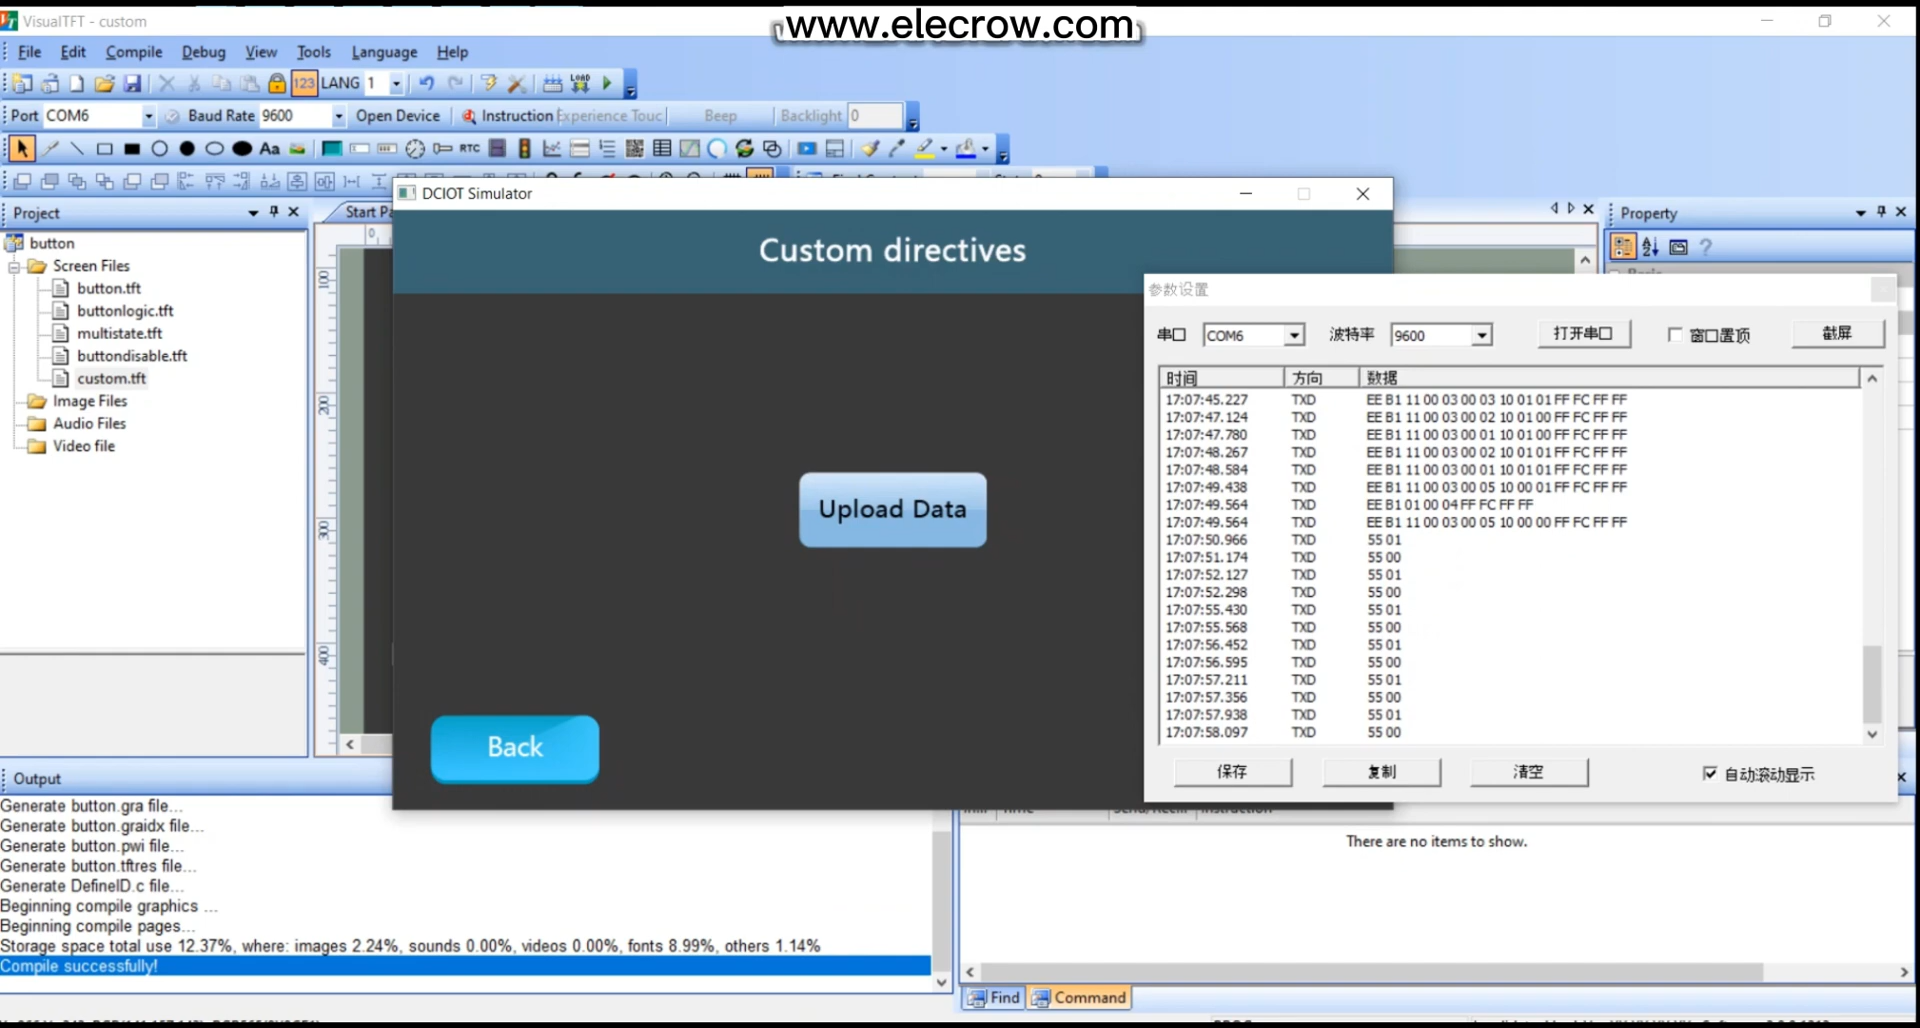 www.elecrow.com
VisualTFT - custom
File Edit Compile Debug View Tools Language Help
123 LANG 1 LOAD
Port COM6 Baud Rate 9600 Open Device Instruction Experience Touc Beep Backlight 0
Aa RTC
Project
Start Pa
DCIOT Simulator
Property
button
Screen Files
button.tft
buttonlogic.tft
multistate.tft
buttondisable.tft
custom.tft
Image Files
Audio Files
Video file
0
100
200
300
400
Custom directives
Upload Data
Back
参数设置
串口 COM6 波特率 9600 打开串口 窗口置顶 截屏
时间 方向 数据
17:07:45.227 TXD EE B1 11 00 03 00 03 10 01 01 FF FC FF FF
17:07:47.124 TXD EE B1 11 00 03 00 02 10 01 00 FF FC FF FF
17:07:47.780 TXD EE B1 11 00 03 00 01 10 01 00 FF FC FF FF
17:07:48.267 TXD EE B1 11 00 03 00 02 10 01 01 FF FC FF FF
17:07:48.584 TXD EE B1 11 00 03 00 01 10 01 01 FF FC FF FF
17:07:49.438 TXD EE B1 11 00 03 00 05 10 00 01 FF FC FF FF
17:07:49.564 TXD EE B1 01 00 04 FF FC FF FF
17:07:49.564 TXD EE B1 11 00 03 00 05 10 00 00 FF FC FF FF
17:07:50.966 TXD 55 01
17:07:51.174 TXD 55 00
17:07:52.127 TXD 55 01
17:07:52.298 TXD 55 00
17:07:55.430 TXD 55 01
17:07:55.568 TXD 55 00
17:07:56.452 TXD 55 01
17:07:56.595 TXD 55 00
17:07:57.211 TXD 55 01
17:07:57.356 TXD 55 00
17:07:57.938 TXD 55 01
17:07:58.097 TXD 55 00
保存 复制 清空 自动滚动显示
Output
Generate button.gra file...
Generate button.graidx file...
Generate button.pwi file...
Generate button.tftres file...
Generate DefineID.c file...
Beginning compile graphics ...
Beginning compile pages...
Storage space total use 12.37%, where: images 2.24%, sounds 0.00%, videos 0.00%, fonts 8.99%, others 1.14%
Compile successfully!
There are no items to show.
Find Command